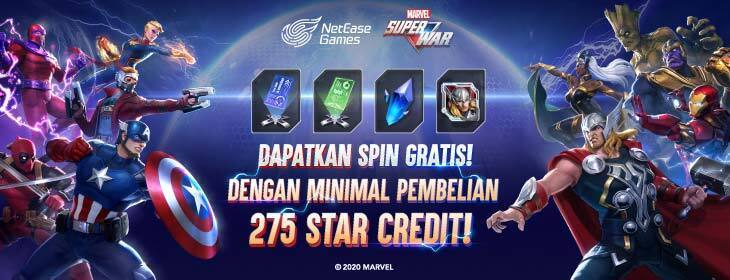 NetEase Games
MARVEL
SUPER WAR
DAPATKAN SPIN GRATIS!
DENGAN MINIMAL PEMBELIAN
275 STAR CREDIT!
© 2020 MARVEL